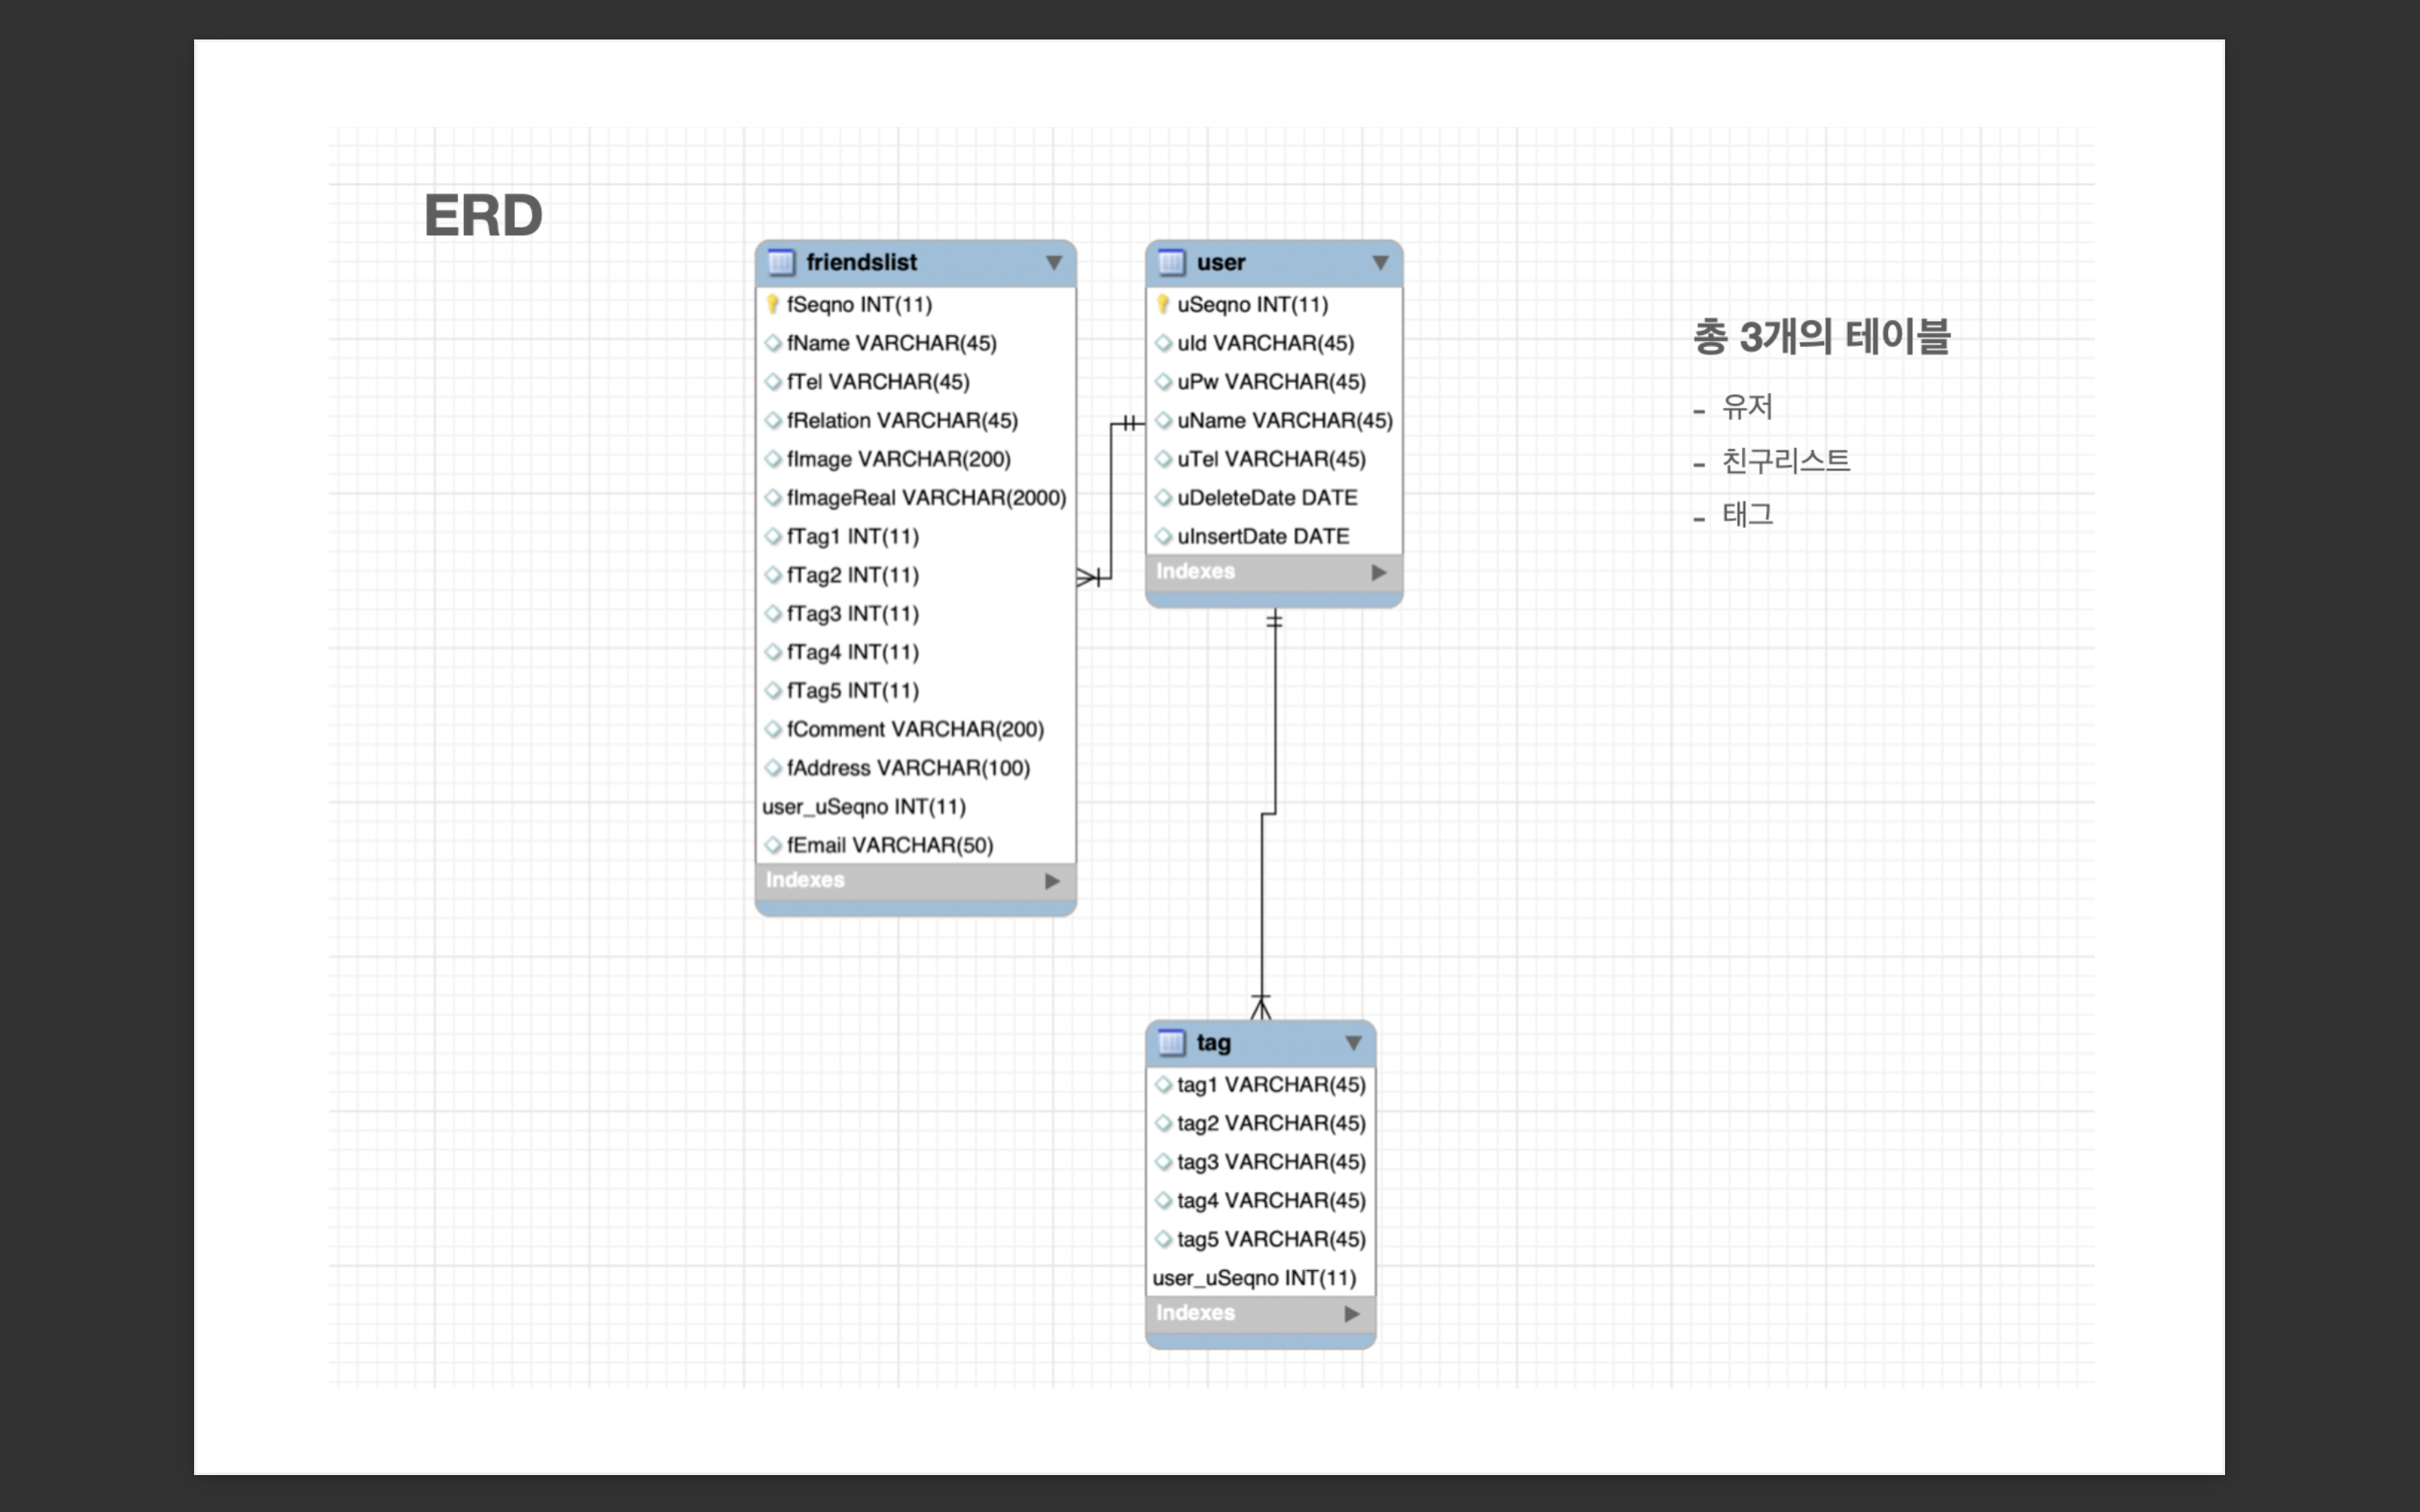 ERD
friendslist
fSeqno INT(11)
fName VARCHAR(45)
fTel VARCHAR(45)
fRelation VARCHAR(45)
fImage VARCHAR(200)
fImageReal VARCHAR(2000)
fTag1 INT(11)
fTag2 INT(11)
fTag3 INT(11)
fTag4 INT(11)
fTag5 INT(11)
fComment VARCHAR(200)
fAddress VARCHAR(100)
user_uSeqno INT(11)
fEmail VARCHAR(50)
Indexes
user
uSeqno INT(11)
uId VARCHAR(45)
uPw VARCHAR(45)
uName VARCHAR(45)
uTel VARCHAR(45)
uDeleteDate DATE
uInsertDate DATE
Indexes
tag
tag1 VARCHAR(45)
tag2 VARCHAR(45)
tag3 VARCHAR(45)
tag4 VARCHAR(45)
tag5 VARCHAR(45)
user_uSeqno INT(11)
Indexes
총 3개의 테이블
- 유저
- 친구리스트
- 태그